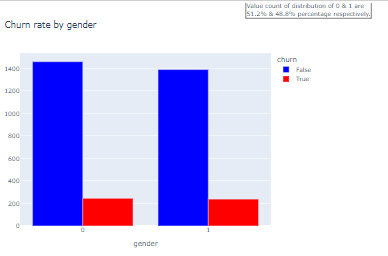 Value count of distribution of 0 & 1 are
51.2% & 48.8% percentage respectively.
Churn rate by gender
churn
False
True
1400
1200
1000
800
600
400
200
0
0 1
gender